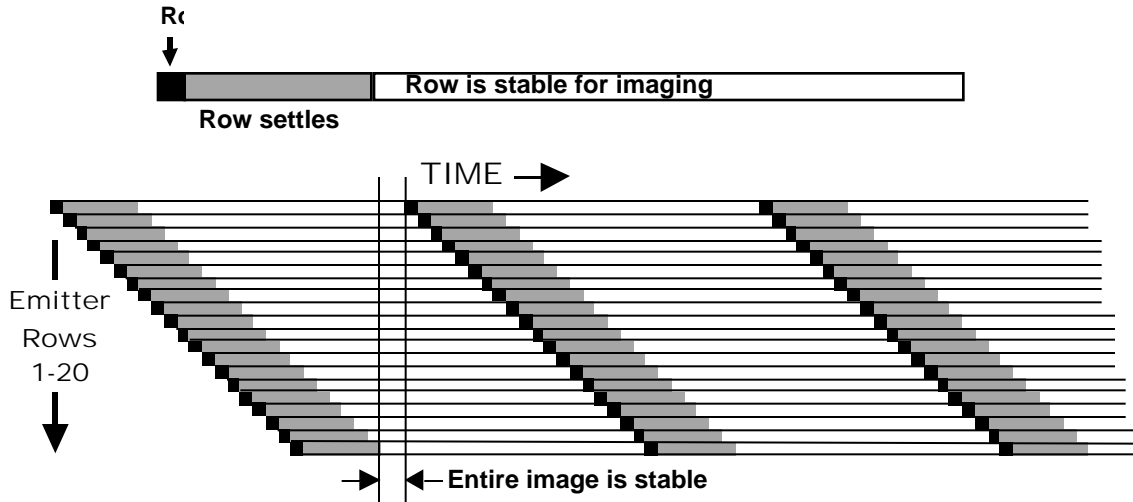 Row is stable for imaging
Row settles
TIME
Emitter
Rows
1-20
Entire image is stable